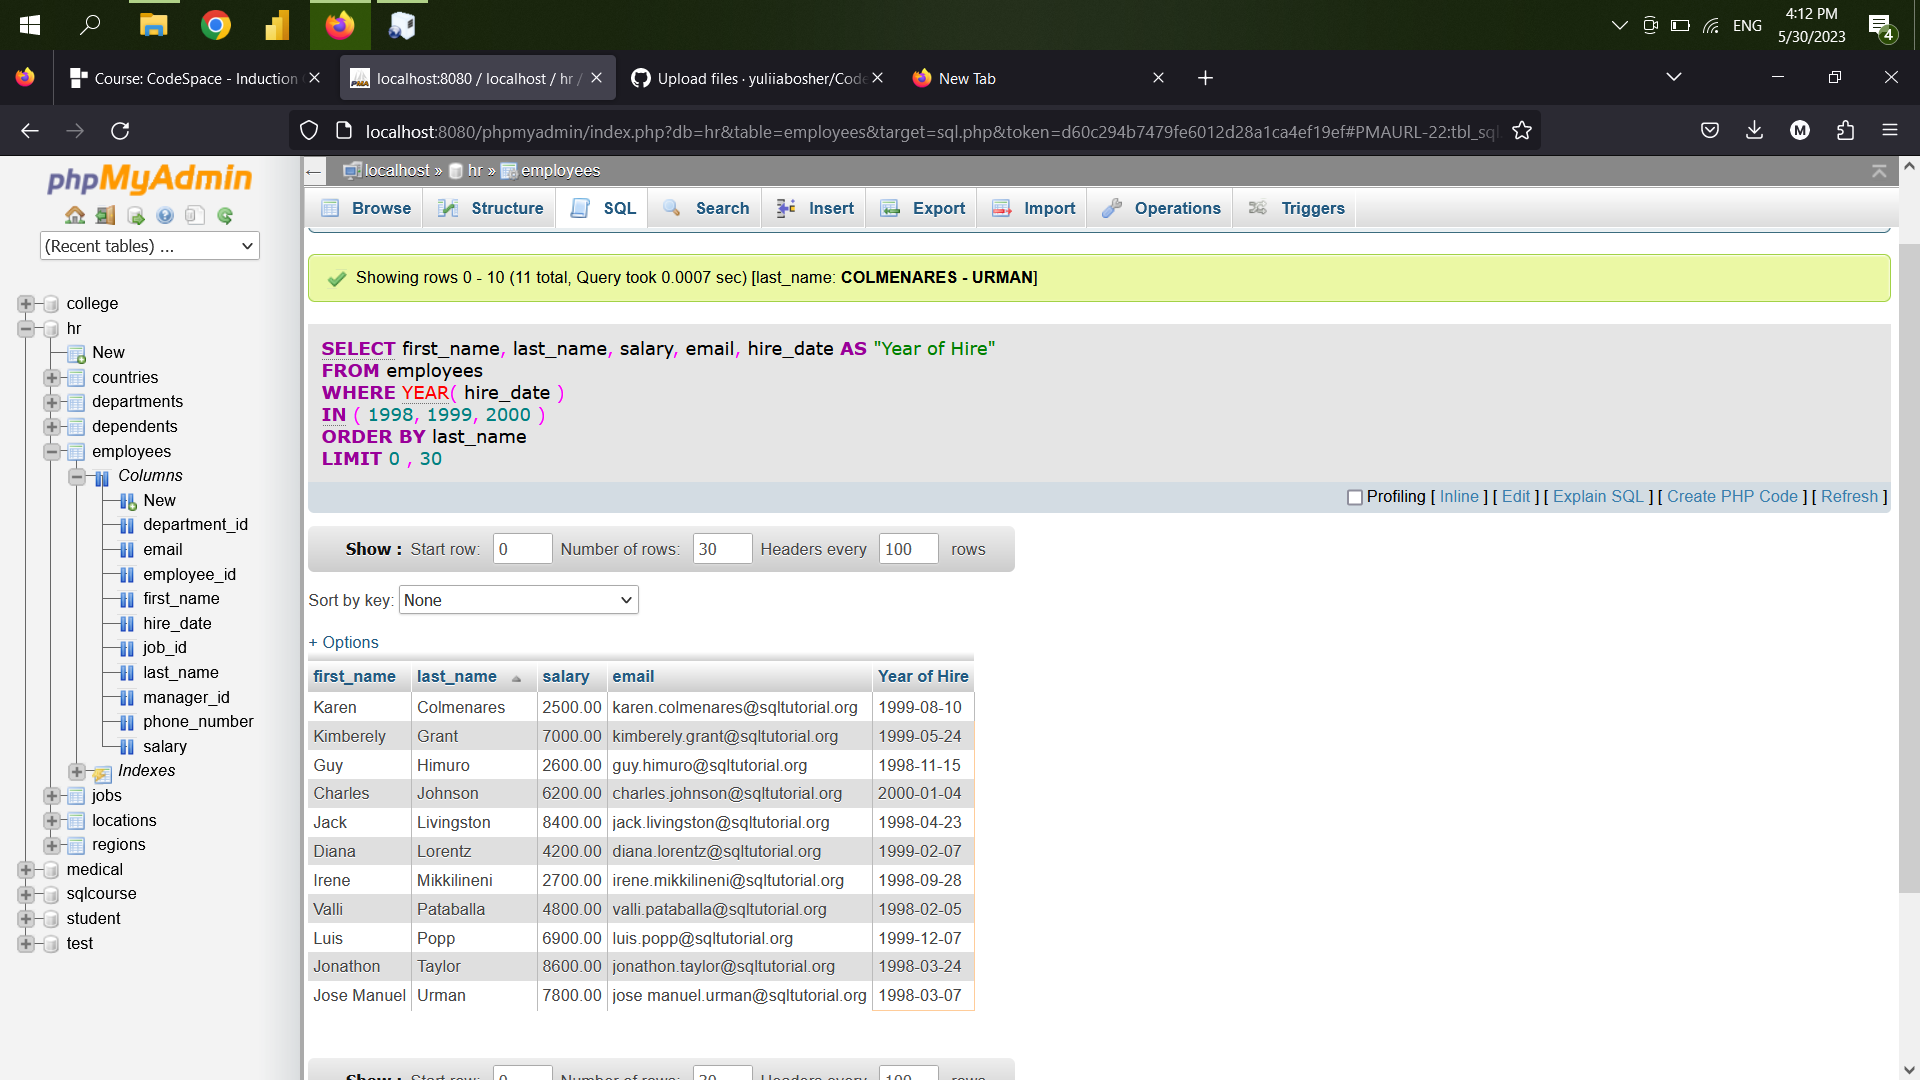 ENG
4:12 PM
5/30/2023
4
Course: CodeSpace - Induction
localhost:8080 / localhost / hr /
Upload files · yuliiabosher/Code
New Tab
localhost:8080/phpmyadmin/index.php?db=hr&table=employees&target=sql.php&token=d60c294b7479fe6012d28a1ca4ef19ef#PMAURL-22:tbl_sql
M
phpMyAdmin
(Recent tables) ...
college
hr
New
countries
departments
dependents
employees
Columns
New
department_id
email
employee_id
first_name
hire_date
job_id
last_name
manager_id
phone_number
salary
Indexes
jobs
locations
regions
medical
sqlcourse
student
test
localhost » hr » employees
Browse Structure SQL Search Insert Export Import Operations Triggers
Showing rows 0 - 10 (11 total, Query took 0.0007 sec) [last_name: COLMENARES - URMAN]
SELECT first_name, last_name, salary, email, hire_date AS "Year of Hire"
FROM employees
WHERE YEAR( hire_date )
IN ( 1998, 1999, 2000 )
ORDER BY last_name
LIMIT 0 , 30
Profiling [ Inline ] [ Edit ] [ Explain SQL ] [ Create PHP Code ] [ Refresh ]
Show : Start row: 0 Number of rows: 30 Headers every 100 rows
Sort by key: None
+ Options
first_name last_name salary email Year of Hire
Karen Colmenares 2500.00 karen.colmenares@sqltutorial.org 1999-08-10
Kimberely Grant 7000.00 kimberely.grant@sqltutorial.org 1999-05-24
Guy Himuro 2600.00 guy.himuro@sqltutorial.org 1998-11-15
Charles Johnson 6200.00 charles.johnson@sqltutorial.org 2000-01-04
Jack Livingston 8400.00 jack.livingston@sqltutorial.org 1998-04-23
Diana Lorentz 4200.00 diana.lorentz@sqltutorial.org 1999-02-07
Irene Mikkilineni 2700.00 irene.mikkilineni@sqltutorial.org 1998-09-28
Valli Pataballa 4800.00 valli.pataballa@sqltutorial.org 1998-02-05
Luis Popp 6900.00 luis.popp@sqltutorial.org 1999-12-07
Jonathon Taylor 8600.00 jonathon.taylor@sqltutorial.org 1998-03-24
Jose Manuel Urman 7800.00 jose manuel.urman@sqltutorial.org 1998-03-07
Show : Start row: 0 Number of rows: 30 Headers every 100 rows